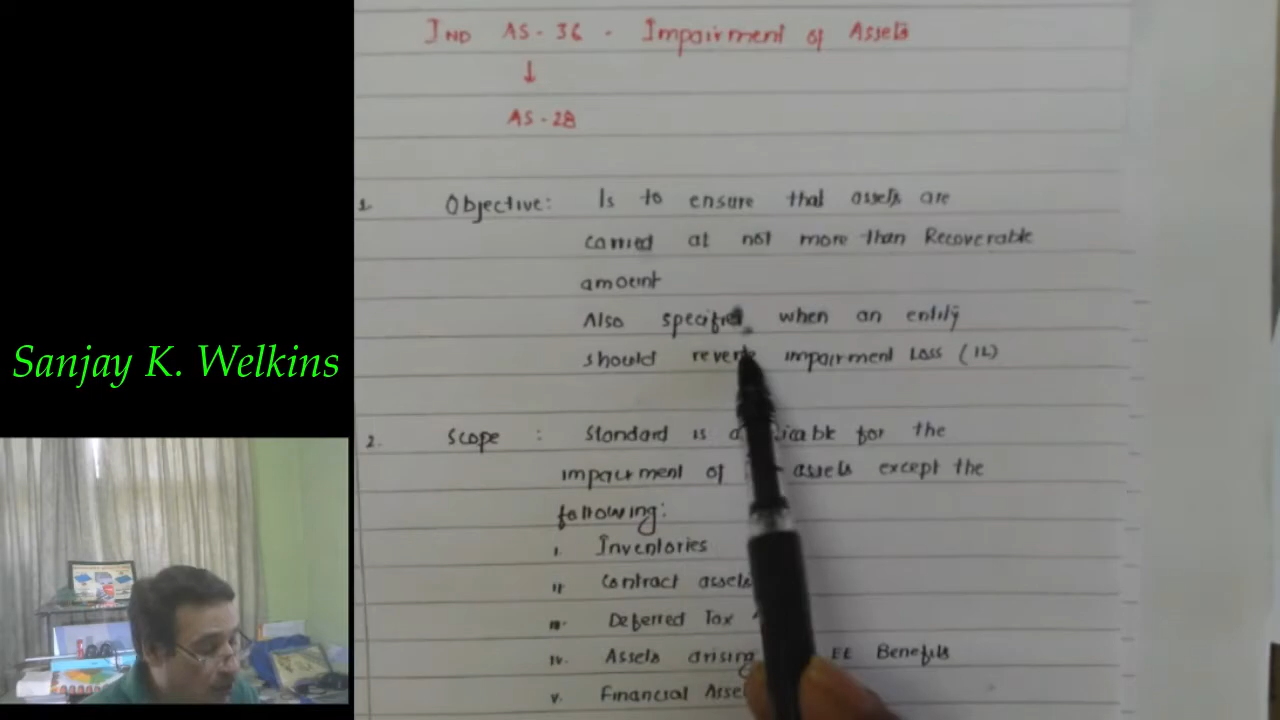 IND AS - 36 - Impairment of Assets
↓
AS - 28
1. Objective: Is to ensure that assets are
carried at not more than Recoverable
amount
Also specified when an entity
should reverse impairment Loss (IL)
Sanjay K. Welkins
2. Scope : Standard is for the
impairment of assets except the
following:
i. Inventories
ii Contract assets
iii. Deferred Tax
iv. Assets arising EE Benefits
v. Financial